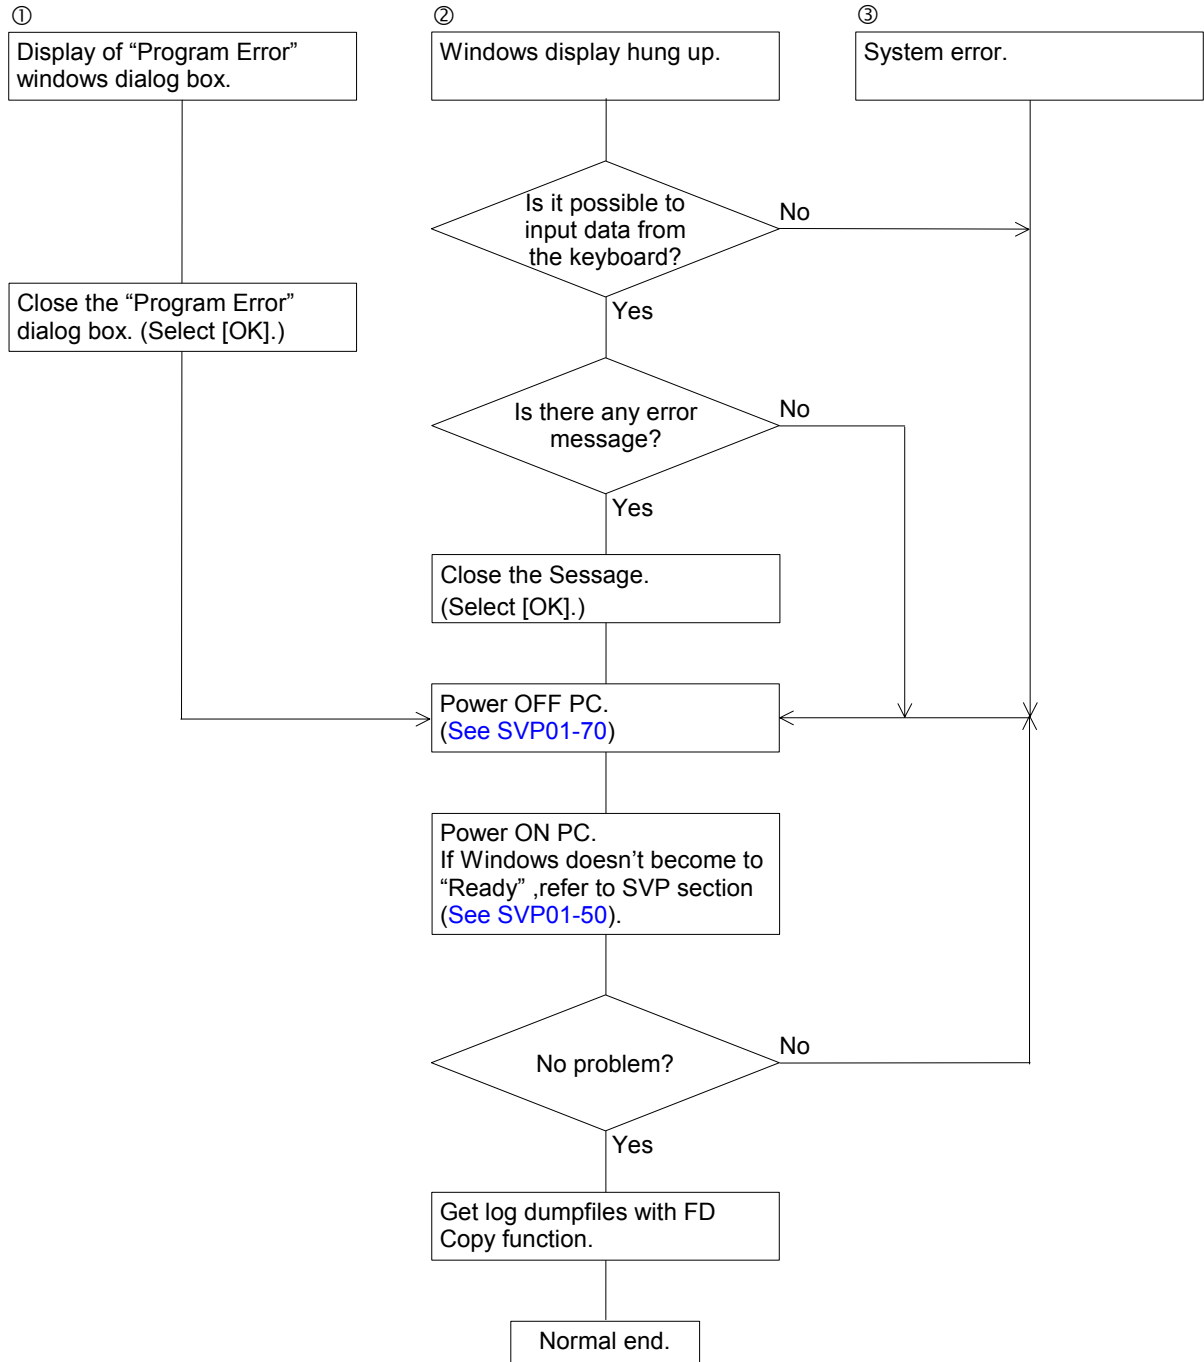 ①
Display of “Program Error”
windows dialog box.
②
Windows display hung up.
③
System error.
Is it possible to
input data from
the keyboard?
No
Yes
Close the “Program Error”
dialog box. (Select [OK].)
Is there any error
message?
No
Yes
Close the Sessage.
(Select [OK].)
Power OFF PC.
(See SVP01-70)
Power ON PC.
If Windows doesn’t become to
“Ready” ,refer to SVP section
(See SVP01-50).
No problem?
No
Yes
Get log dumpfiles with FD
Copy function.
Normal end.